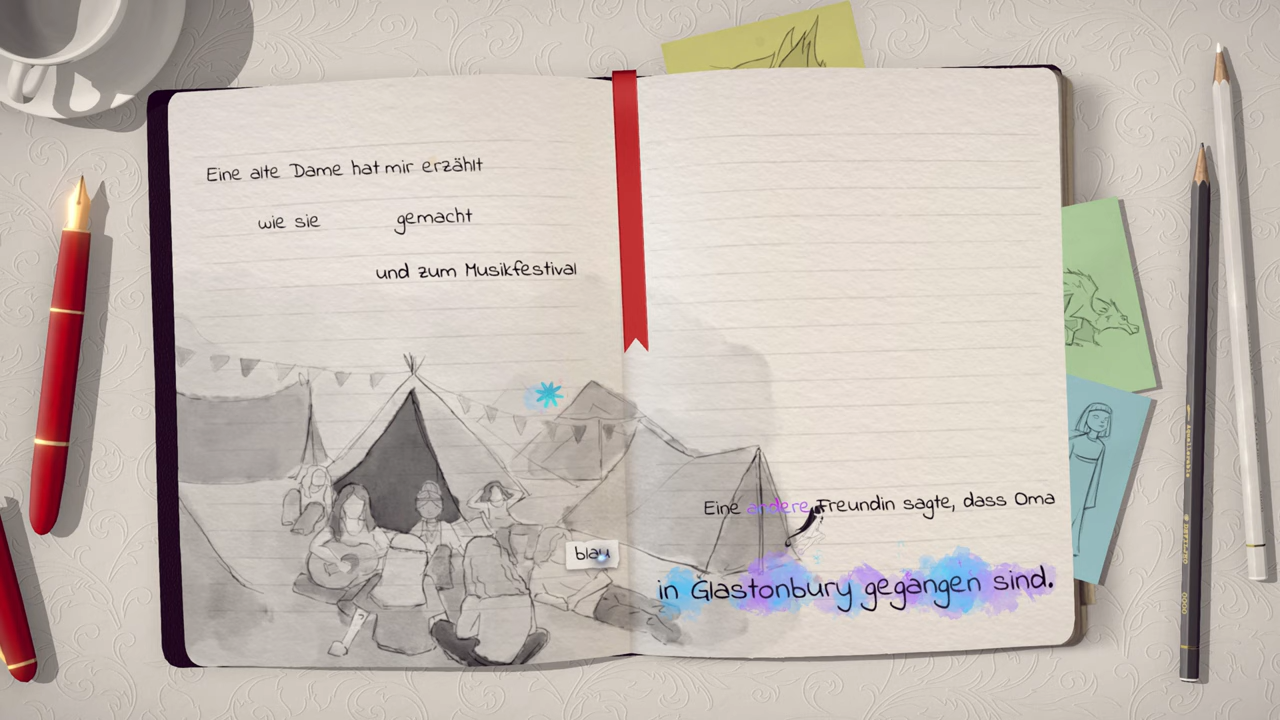 Eine alte Dame hat mir erzählt
wie sie gemacht
und zum Musikfestival
blau
Eine andere Freundin sagte, dass Oma
in Glastonbury gegangen sind.